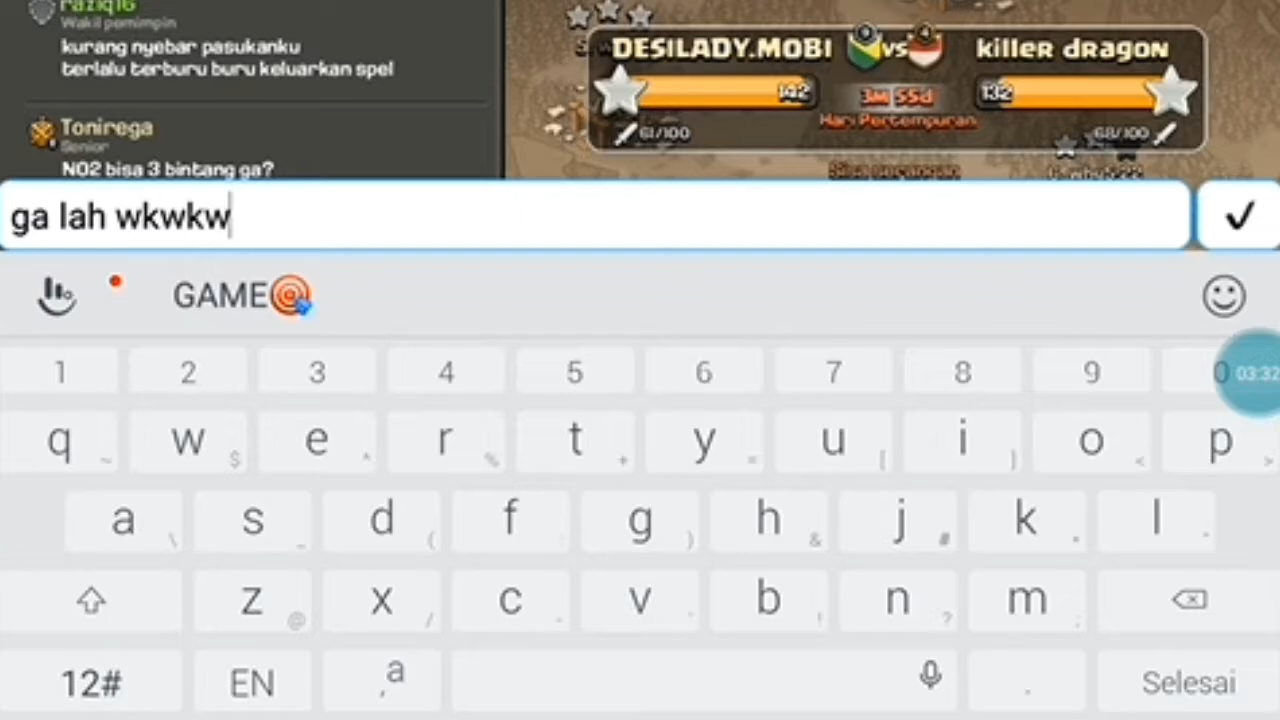 raziq16
Wakil pemimpin
kurang nyebar pasukanku
terlalu terburu buru keluarkan spel
Tonirega
Senior
NO2 bisa 3 bintang ga?
DESILADY.MOBI vs killer dragon
142
3M 55d
132
61/100
Hari Pertempuran
68/100
Sisa perangan
ga lah wkwkw
GAME
1 2 3 4 5 6 7 8 9 0
03:32
q w e r t y u i o p
~ $ ^ % + = [ ] < >
a s d f g h j k l
\ _ ( ) & #
z x c v b n m
@ / - ' ! ? ;
12# EN , a . Selesai